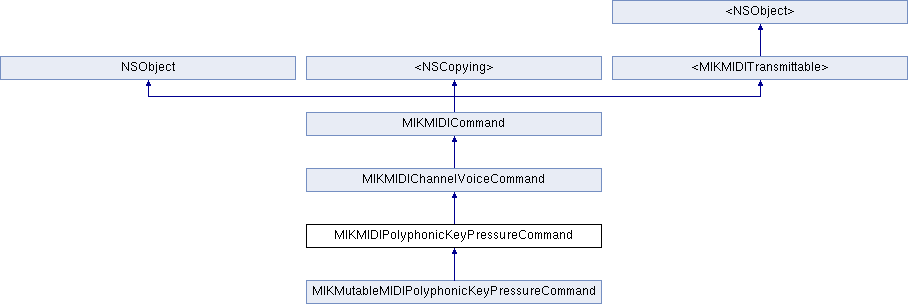 <NSObject>
NSObject
<NSCopying>
<MIKMIDITransmittable>
MIKMIDICommand
MIKMIDIChannelVoiceCommand
MIKMIDIPolyphonicKeyPressureCommand
MIKMutableMIDIPolyphonicKeyPressureCommand